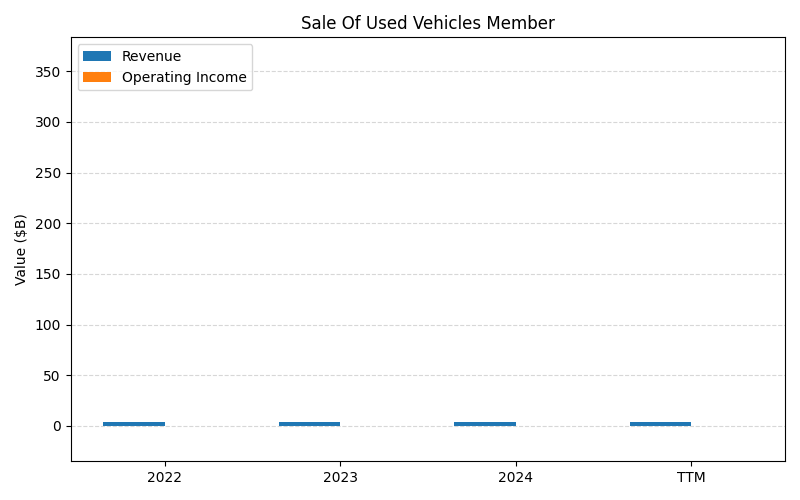 Sale Of Used Vehicles Member
Revenue
Operating Income
Value ($B)
350
300
250
200
150
100
50
0
2022 2023 2024 TTM